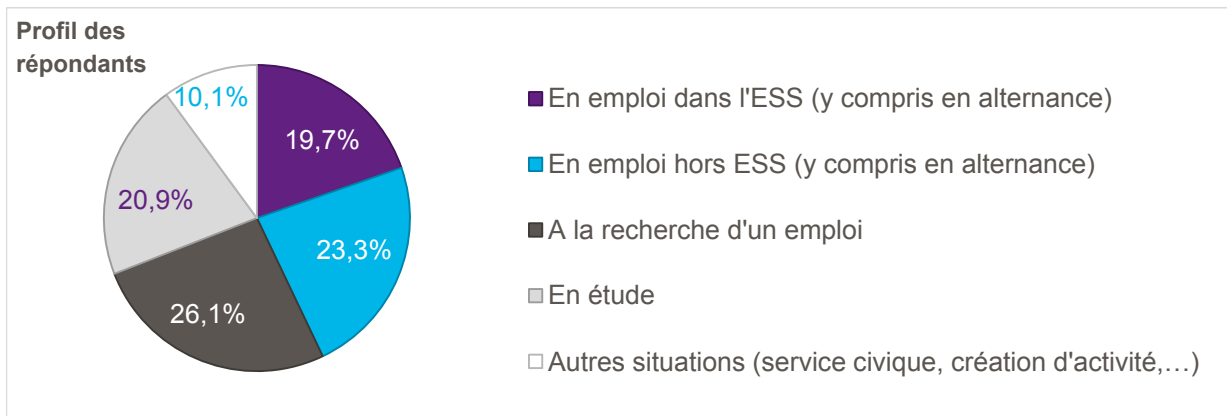 Profil des
répondants
10,1%
19,7%
20,9%
23,3%
26,1%
En emploi dans l'ESS (y compris en alternance)
En emploi hors ESS (y compris en alternance)
A la recherche d'un emploi
En étude
Autres situations (service civique, création d'activité,…)